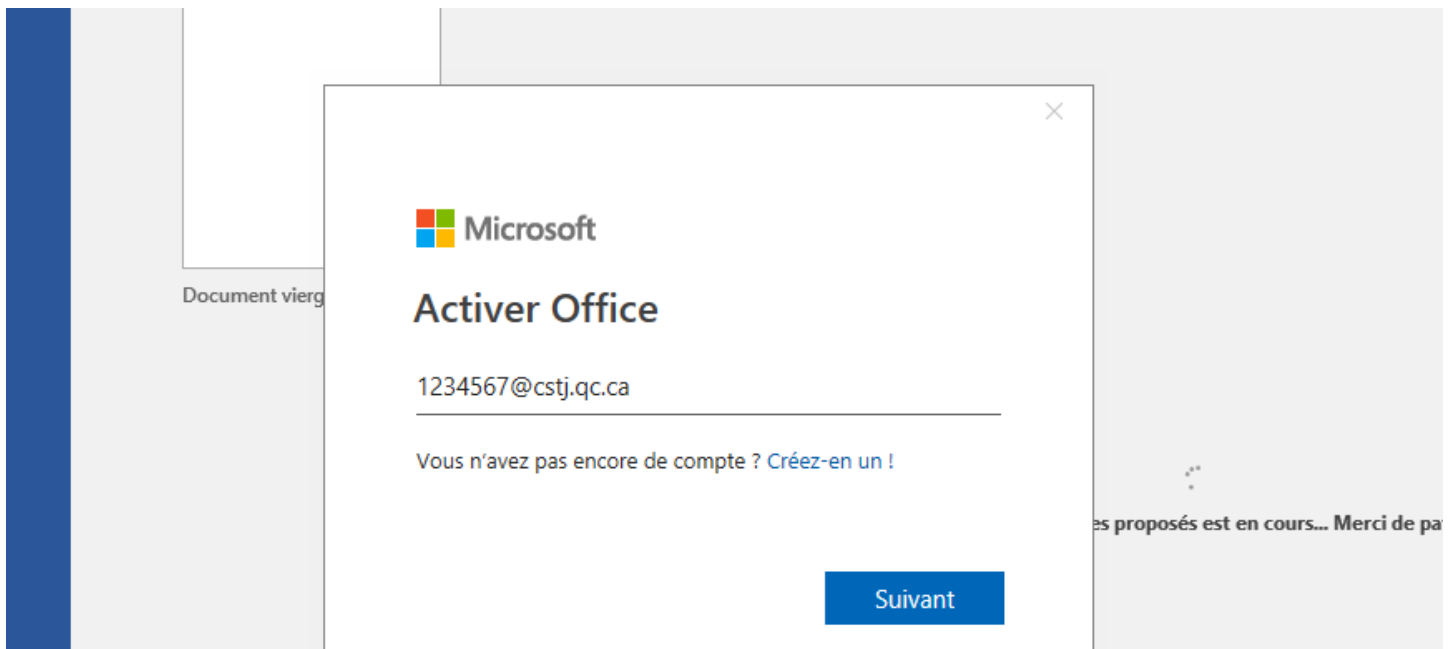 Microsoft
Activer Office
Document vierg
1234567@cstj.qc.ca
Vous n'avez pas encore de compte ? Créez-en un !
es proposés est en cours... Merci de pa
Suivant